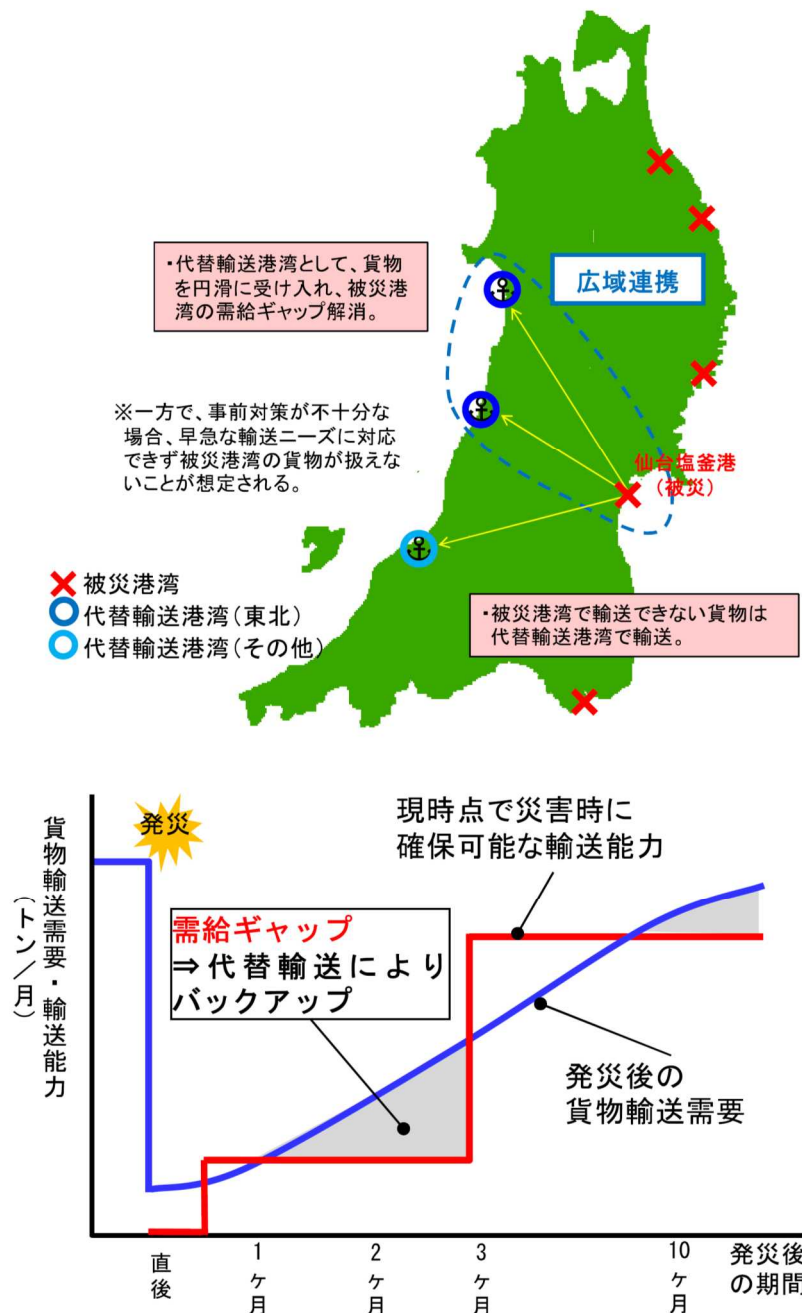 ・代替輸送港湾として、貨物
を円滑に受け入れ、被災港
湾の需給ギャップ解消。
広域連携
※一方で、事前対策が不十分な
場合、早急な輸送ニーズに対応
できず被災港湾の貨物が扱えな
いことが想定される。
仙台塩釜港
（被災）
被災港湾
代替輸送港湾（東北）
代替輸送港湾（その他）
・被災港湾で輸送できない貨物は
代替輸送港湾で輸送。
貨物輸送需要・輸送能力
（トン／月）
発災
現時点で災害時に
確保可能な輸送能力
需給ギャップ
⇒代替輸送により
バックアップ
発災後の
貨物輸送需要
直後
1ヶ月
2ヶ月
3ヶ月
10ヶ月
発災後
の期間